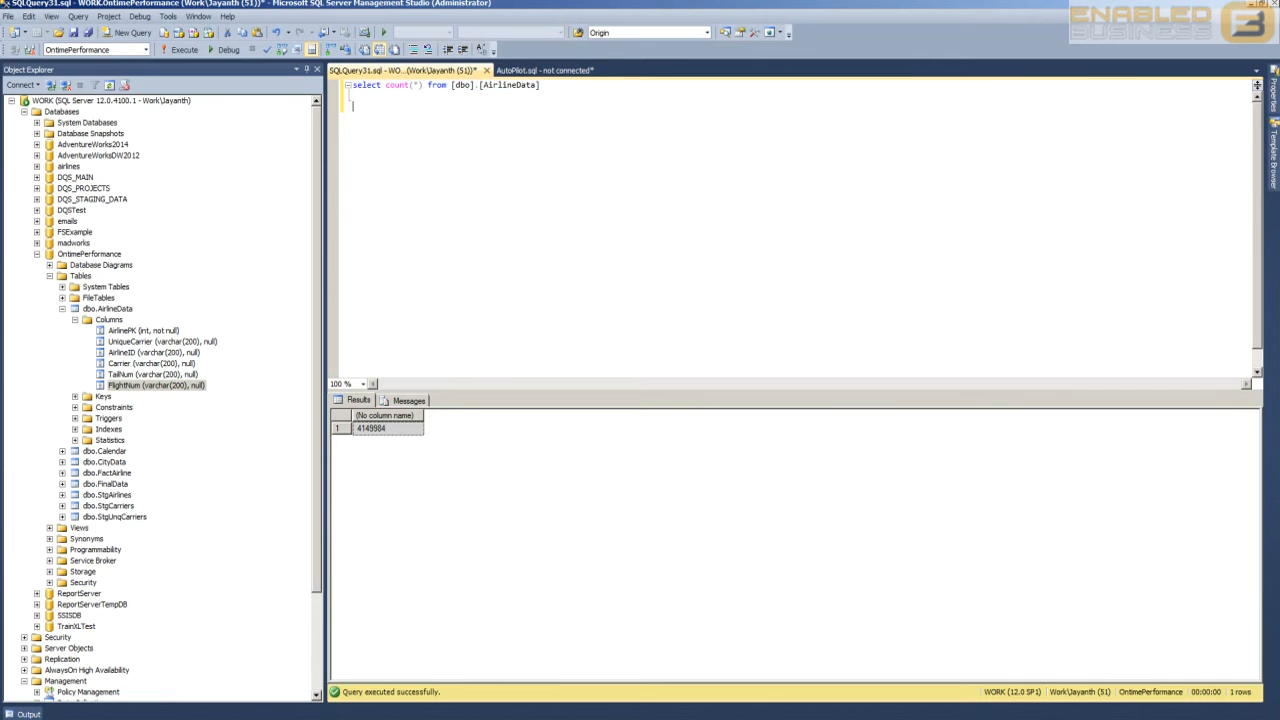 SQLQuery31.sql - WORK.OntimePerformance (Work\Jayanth (51))* - Microsoft SQL Server Management Studio (Administrator)
ENABLED
BUSINESS
File Edit View Query Project Debug Tools Window Help
New Query Origin
OntimePerformance Execute Debug
Object Explorer
SQLQuery31.sql - WO...(Work\Jayanth (51))* AutoPilot.sql - not connected*
Connect
select count(*) from [dbo].[AirlineData]
WORK (SQL Server 12.0.4100.1 - Work\Jayanth)
Databases
System Databases
Database Snapshots
AdventureWorks2014
AdventureWorksDW2012
airlines
DQS_MAIN
DQS_PROJECTS
DQS_STAGING_DATA
DQSTest
emails
FSExample
madworks
OntimePerformance
Database Diagrams
Tables
System Tables
FileTables
dbo.AirlineData
Columns
AirlinePK (int, not null)
UniqueCarrier (varchar(200), null)
AirlineID (varchar(200), null)
Carrier (varchar(200), null)
TailNum (varchar(200), null)
FlightNum (varchar(200), null)
Keys
Constraints
Triggers
Indexes
Statistics
dbo.Calendar
dbo.CityData
dbo.FactAirline
dbo.FinalData
dbo.StgAirlines
dbo.StgCarriers
dbo.StgUnqCarriers
Views
Synonyms
Programmability
Service Broker
Storage
Security
ReportServer
ReportServerTempDB
SSISDB
TrainXLTest
Security
Server Objects
Replication
AlwaysOn High Availability
Management
Policy Management
100 %
Results Messages
(No column name)
1 4149984
Query executed successfully. WORK (12.0 SP1) Work\Jayanth (51) OntimePerformance 00:00:00 1 rows
Output
Properties
Template Browser